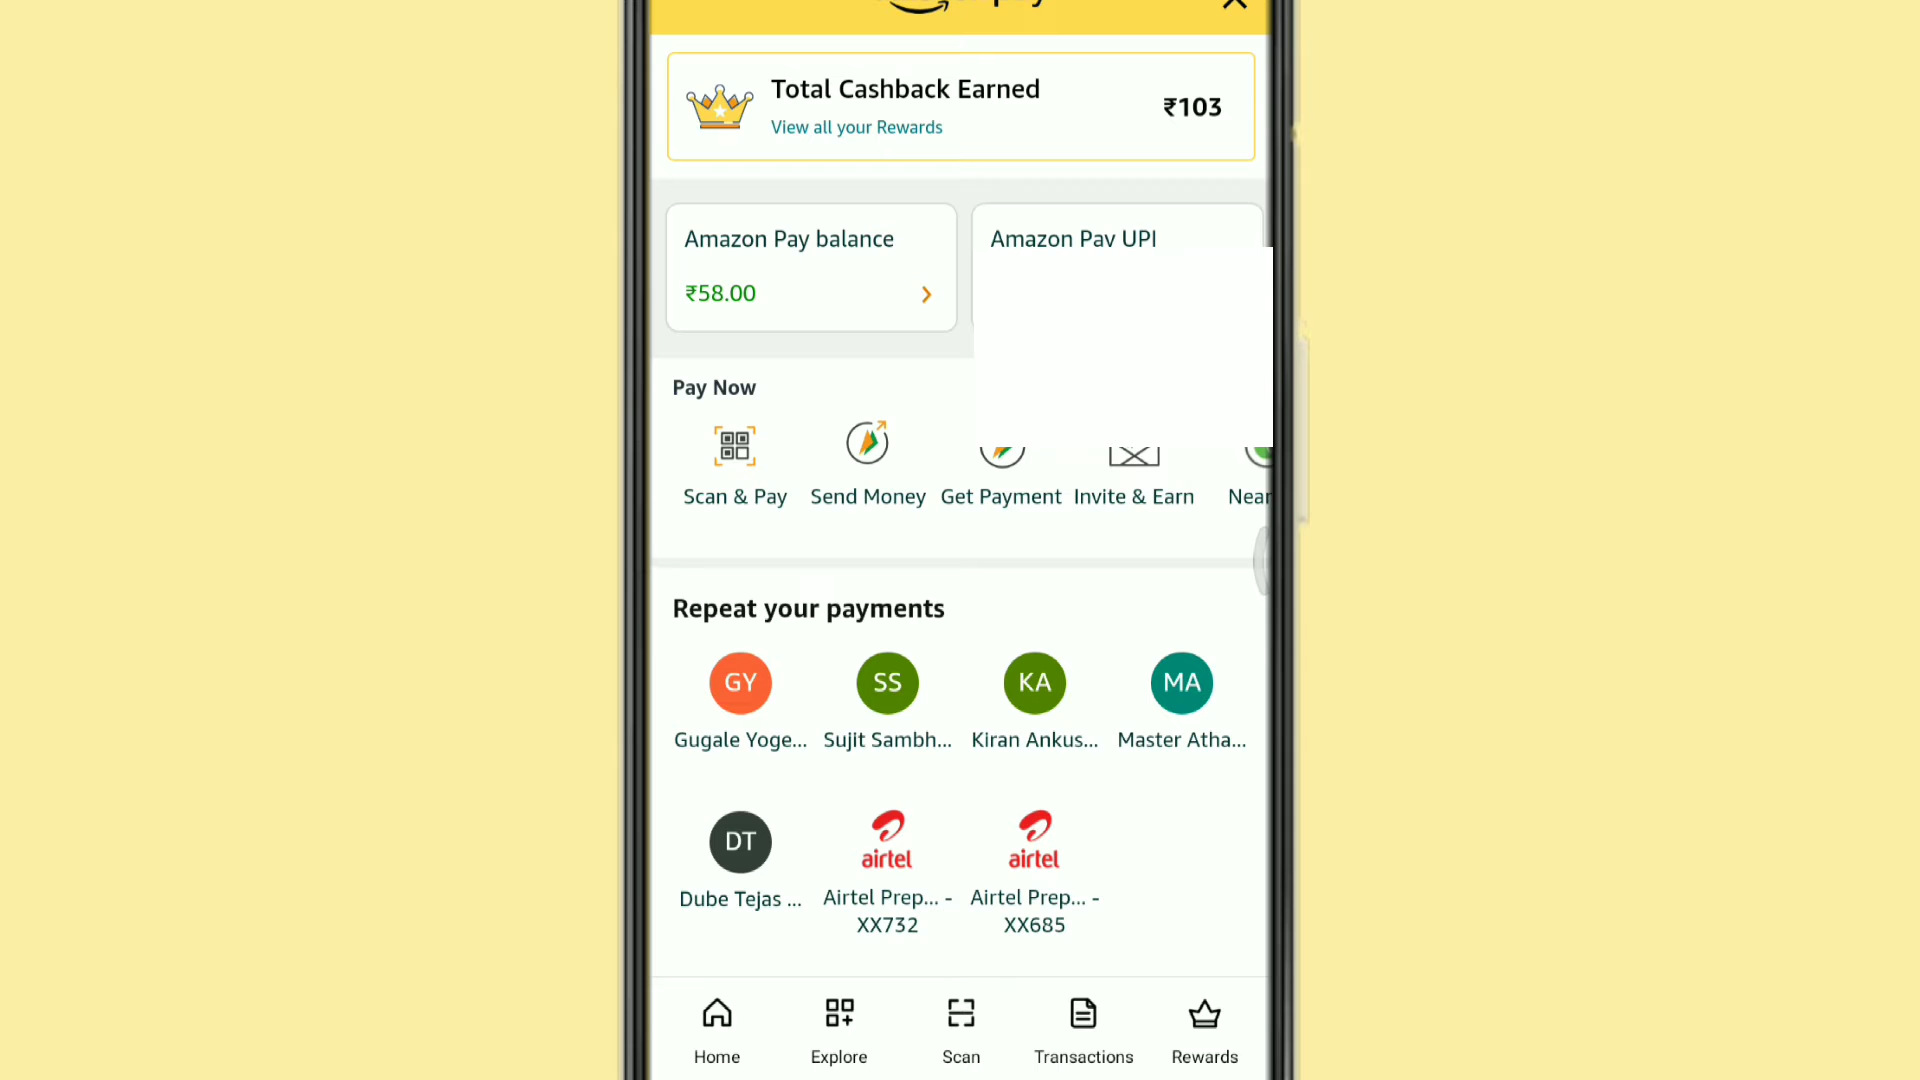 Total Cashback Earned
View all your Rewards
₹103
Amazon Pay balance
₹58.00
Amazon Pay UPI
Pay Now
Scan & Pay
Send Money
Get Payment
Invite & Earn
Near
Repeat your payments
GY
SS
KA
MA
Gugale Yoge...
Sujit Sambh...
Kiran Ankus...
Master Atha...
DT
airtel
airtel
Dube Tejas ...
Airtel Prep... -
XX732
Airtel Prep... -
XX685
Home
Explore
Scan
Transactions
Rewards